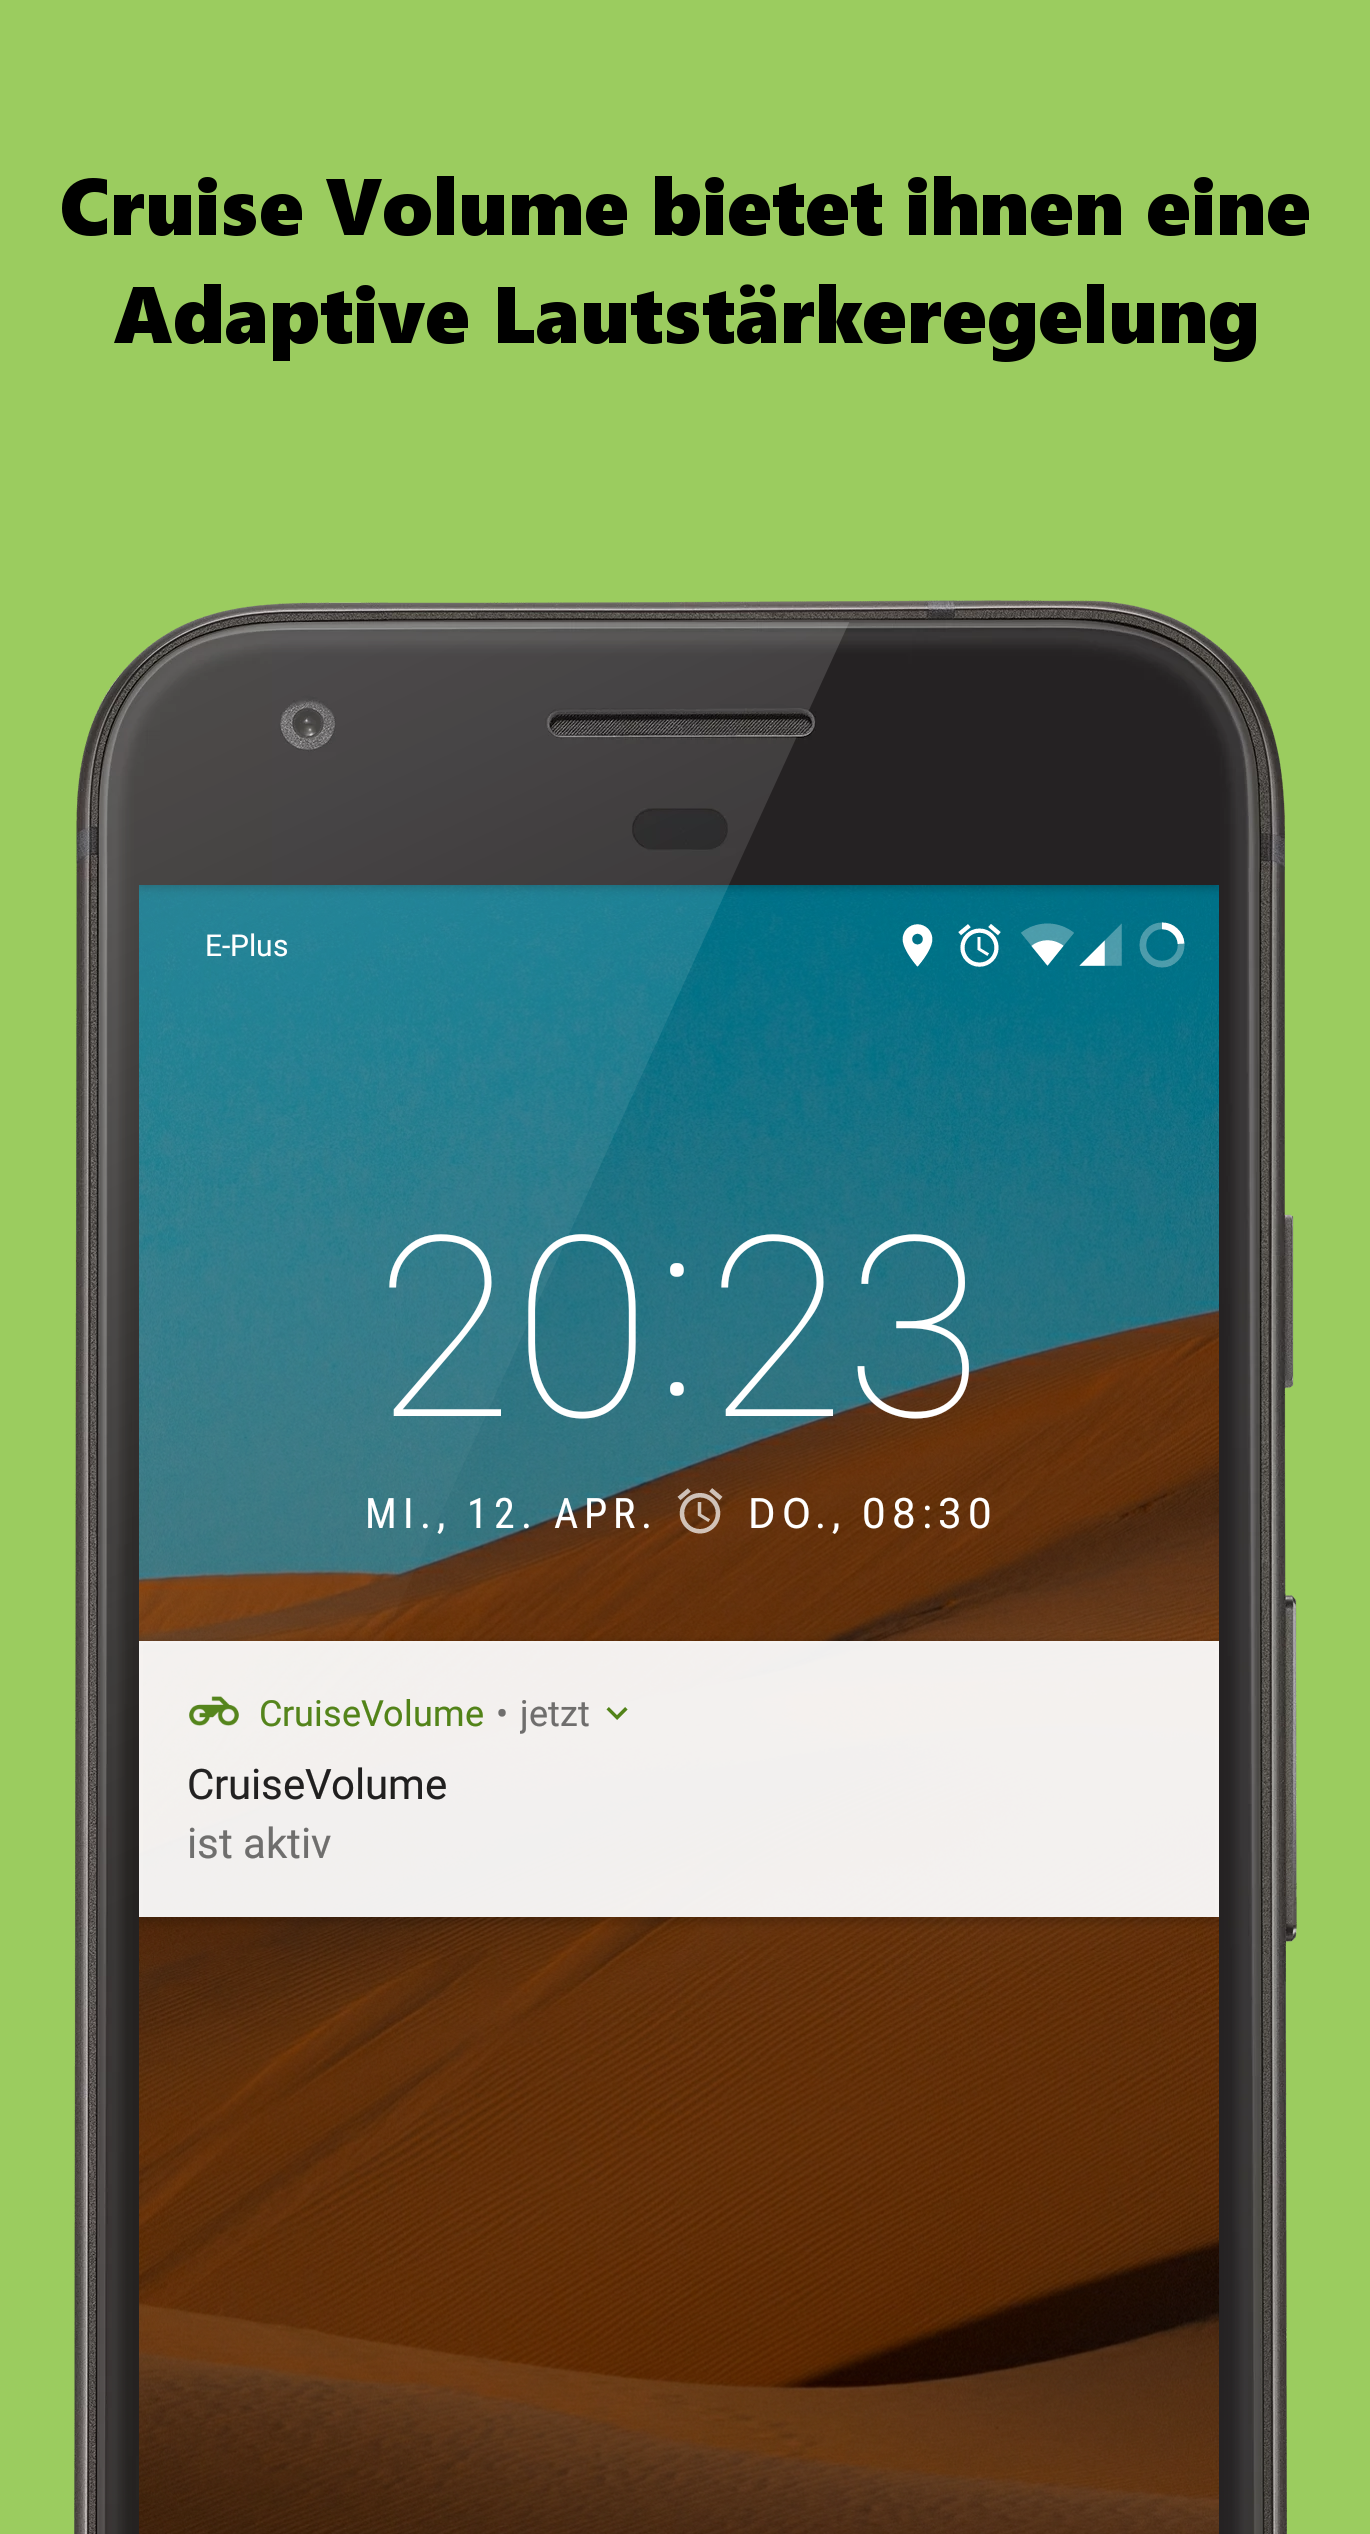 Cruise Volume bietet ihnen eine
Adaptive Lautstärkeregelung
E-Plus
20:23
MI., 12. APR. DO., 08:30
CruiseVolume • jetzt
CruiseVolume
ist aktiv